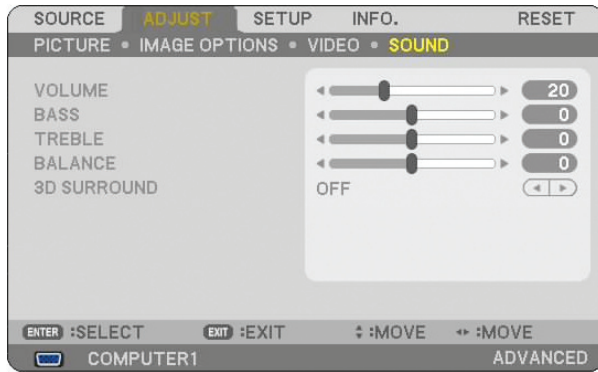 SOURCE ADJUST SETUP INFO. RESET
PICTURE • IMAGE OPTIONS • VIDEO • SOUND
VOLUME 20
BASS 0
TREBLE 0
BALANCE 0
3D SURROUND OFF
ENTER :SELECT EXIT :EXIT :MOVE :MOVE
COMPUTER1 ADVANCED